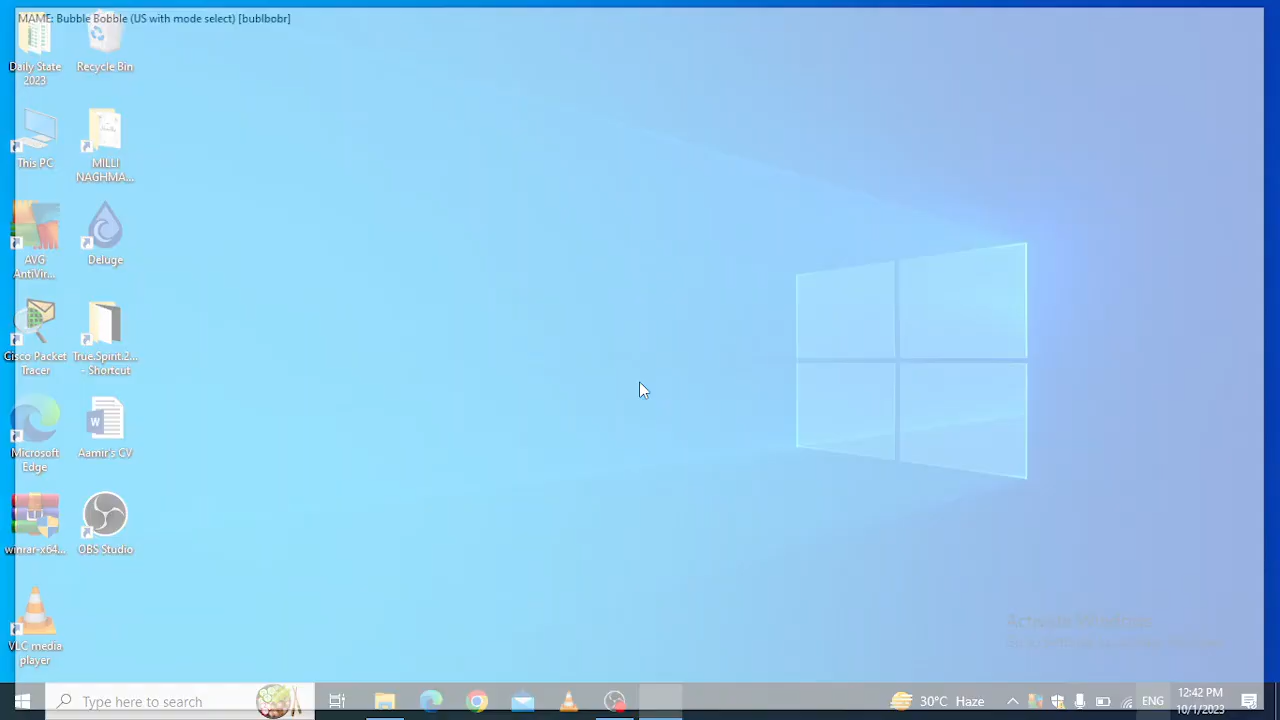 MAME: Bubble Bobble (US with mode select) [bublbobr]
Daily State
2023
Recycle Bin
This PC
MILLI
NAGHMA...
AVG
AntiVir...
Deluge
Cisco Packet
Tracer
True.Spirit.2...
- Shortcut
Microsoft
Edge
Aamir's CV
winrar-x64...
OBS Studio
VLC media
player
Activate Windows
Type here to search
30°C Haze
ENG
12:42 PM
10/1/2023